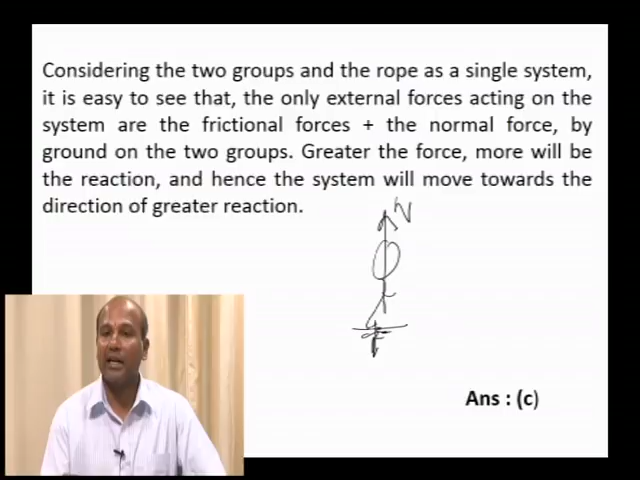 Considering the two groups and the rope as a single system,
it is easy to see that, the only external forces acting on the
system are the frictional forces + the normal force, by
ground on the two groups. Greater the force, more will be
the reaction, and hence the system will move towards the
direction of greater reaction.
N
Ans : (c)